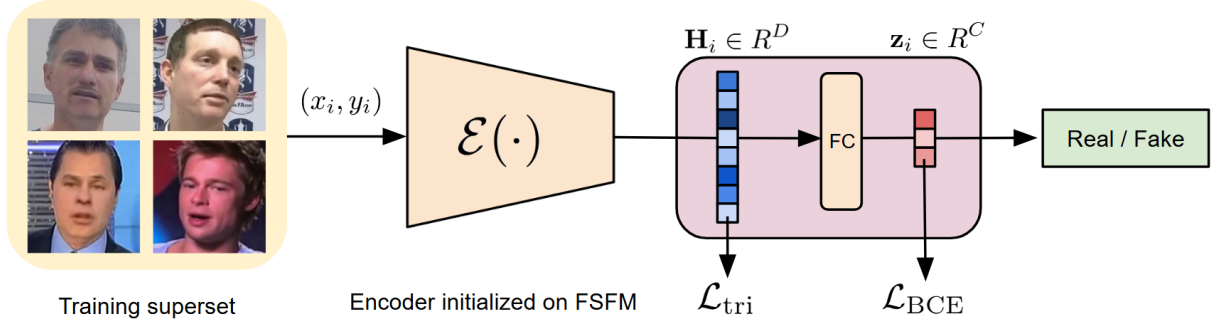 (x_i, y_i)
ℰ(·)
H_i ∈ R^D
z_i ∈ R^C
FC
Real / Fake
Training superset
Encoder initialized on FSFM
ℒ_tri
ℒ_BCE